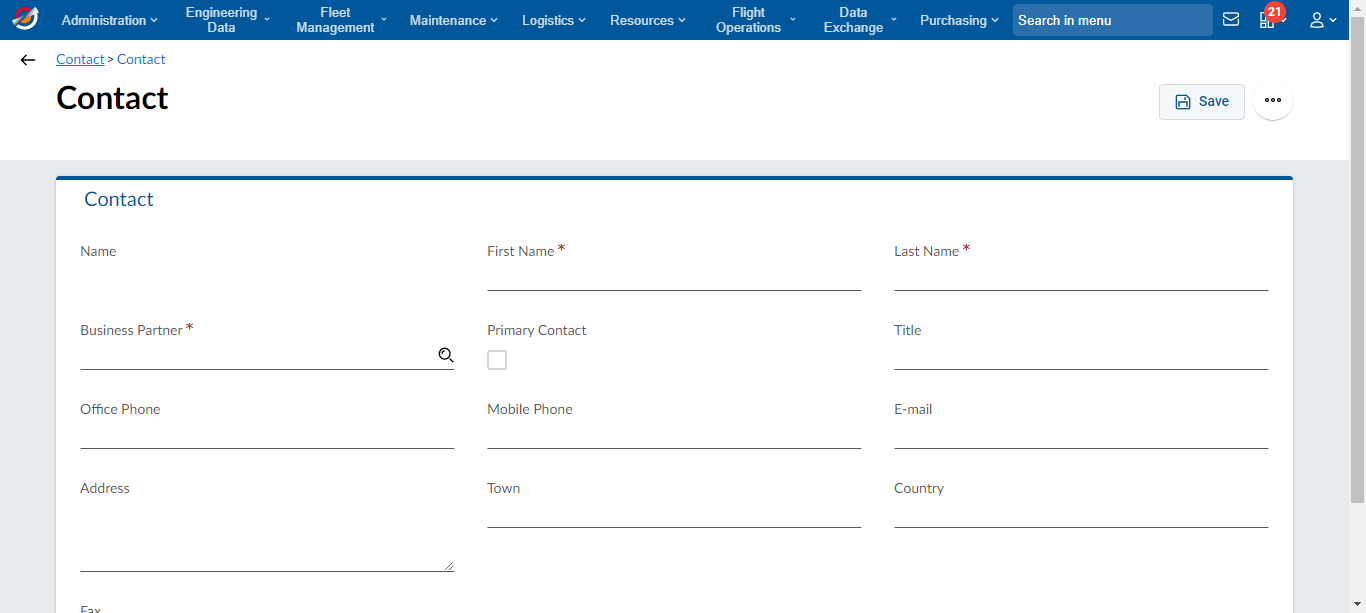 Administration
Engineering
Data
Fleet
Management
Maintenance
Logistics
Resources
Flight
Operations
Data
Exchange
Purchasing
Search in menu
21
Contact > Contact
Contact
Save
Contact
Name
First Name *
Last Name *
Business Partner *
Primary Contact
Title
Office Phone
Mobile Phone
E-mail
Address
Town
Country
Fax